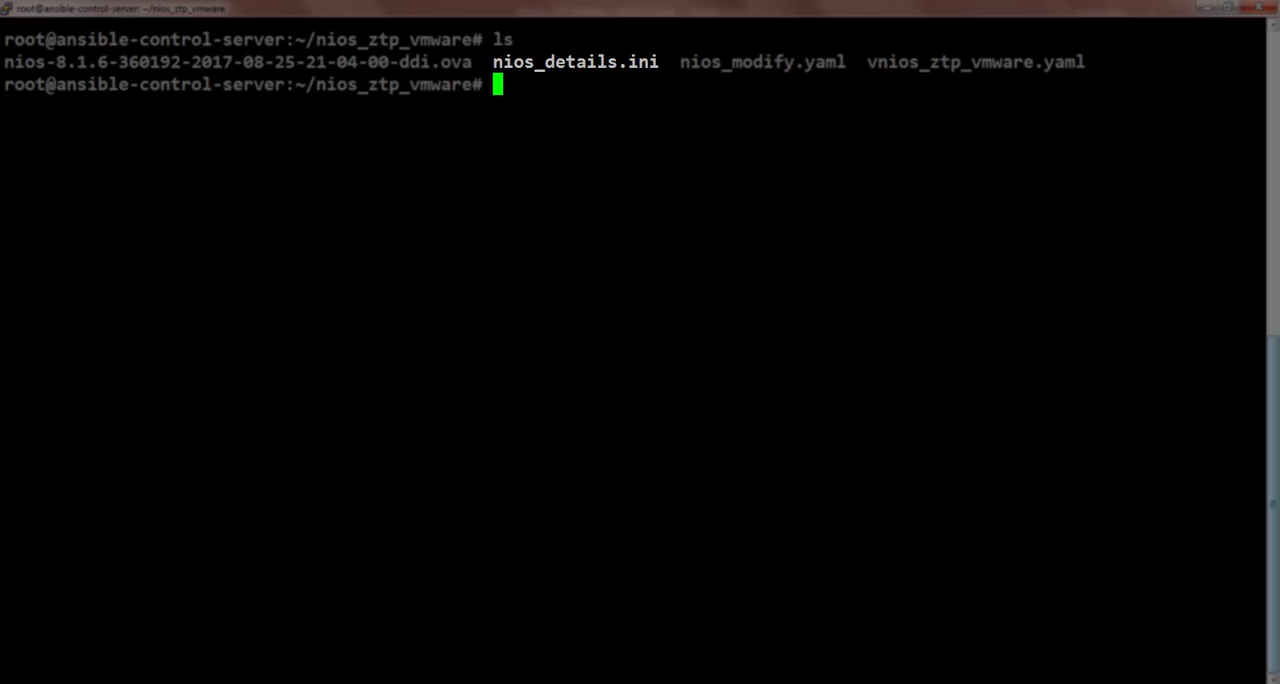 root@ansible-control-server: ~/nios_ztp_vmware
root@ansible-control-server:~/nios_ztp_vmware# ls
nios-8.1.6-360192-2017-08-25-21-04-00-ddi.ova nios_details.ini nios_modify.yaml vnios_ztp_vmware.yaml
root@ansible-control-server:~/nios_ztp_vmware#